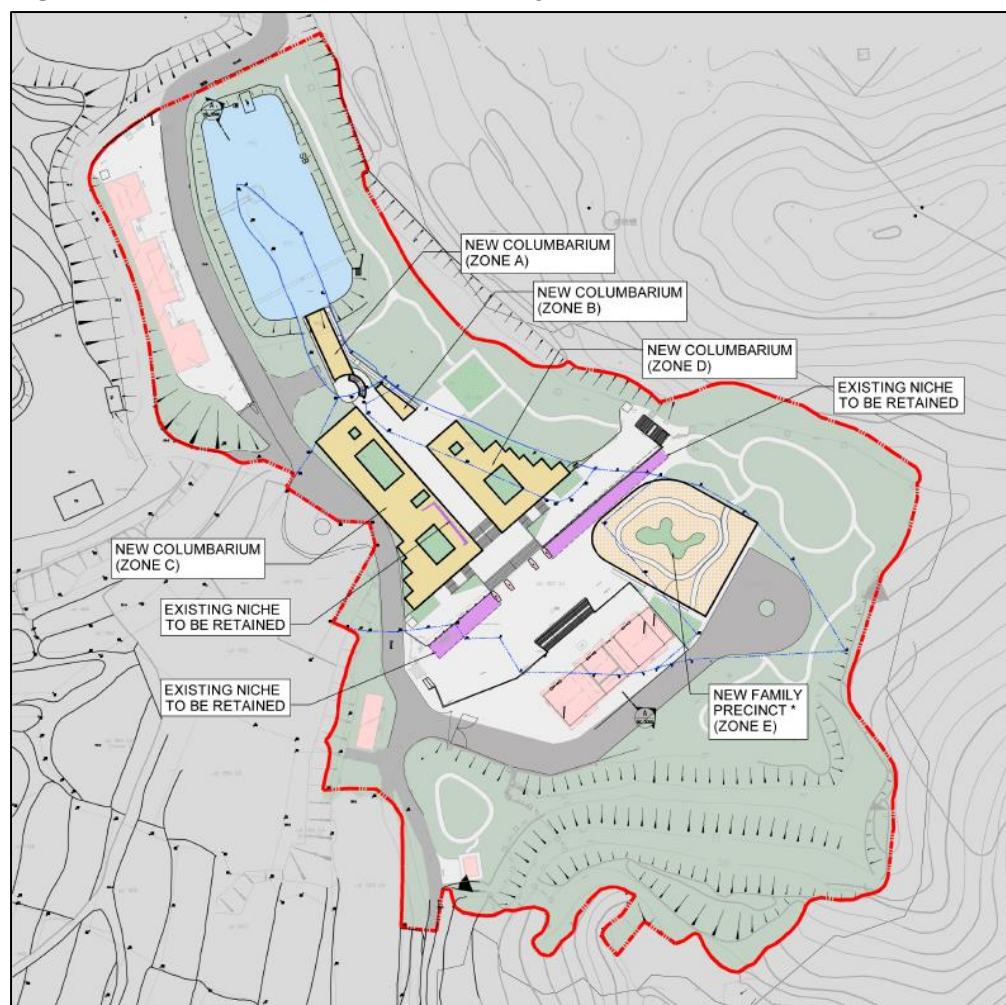 NEW COLUMBARIUM
(ZONE A)
NEW COLUMBARIUM
(ZONE B)
NEW COLUMBARIUM
(ZONE D)
EXISTING NICHE
TO BE RETAINED
NEW COLUMBARIUM
(ZONE C)
EXISTING NICHE
TO BE RETAINED
EXISTING NICHE
TO BE RETAINED
NEW FAMILY
PRECINCT *
(ZONE E)
A
A